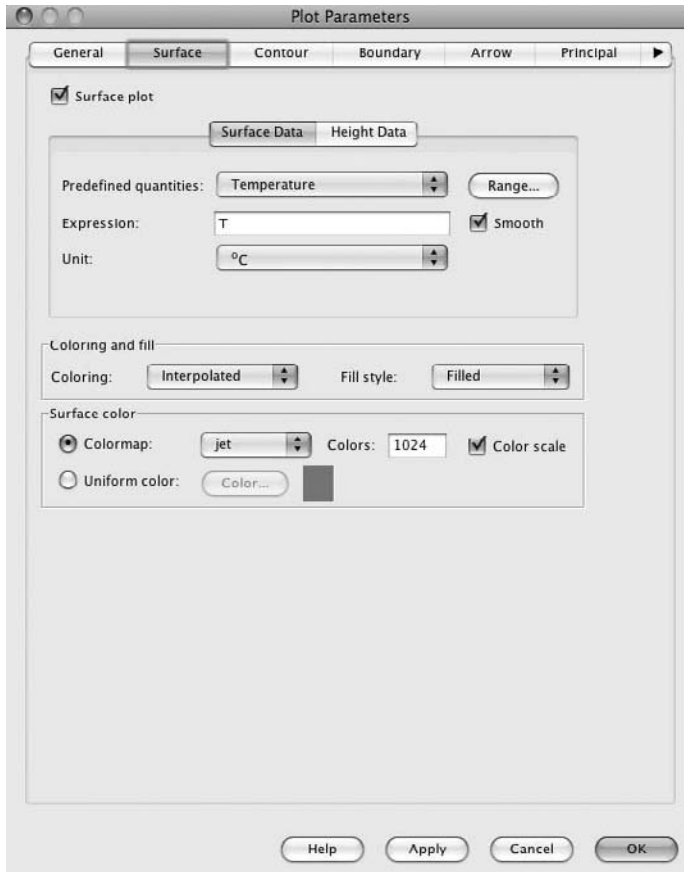 Plot Parameters
General Surface Contour Boundary Arrow Principal
Surface plot
Surface Data Height Data
Predefined quantities: Temperature Range...
Expression: T Smooth
Unit: °C
Coloring and fill
Coloring: Interpolated Fill style: Filled
Surface color
Colormap: jet Colors: 1024 Color scale
Uniform color: Color...
Help Apply Cancel OK